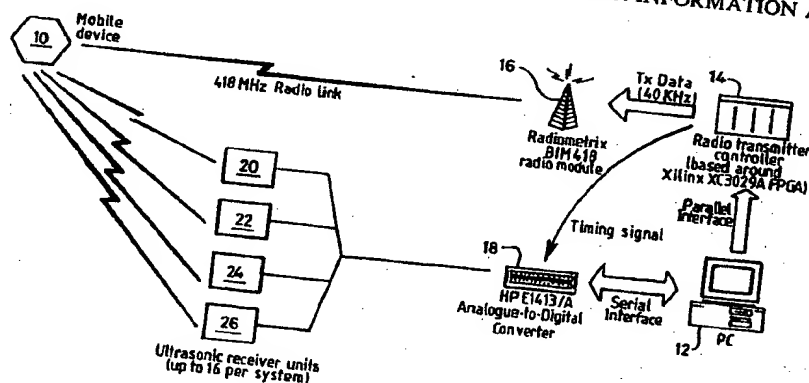 INFORMATION A
10
Mobile
device
418 MHz Radio link
16
Radiometrix
BIM 418
radio module
Tx Data
(40 KHz)
14
Radio transmitter
controller
(based around
Xilinx XC3029A FPGA)
Parallel
Interface
Timing signal
18
HP E1413/A
Analogue-to-Digital
Converter
Serial
Interface
12
PC
20
22
24
26
Ultrasonic receiver units
(up to 16 per system)